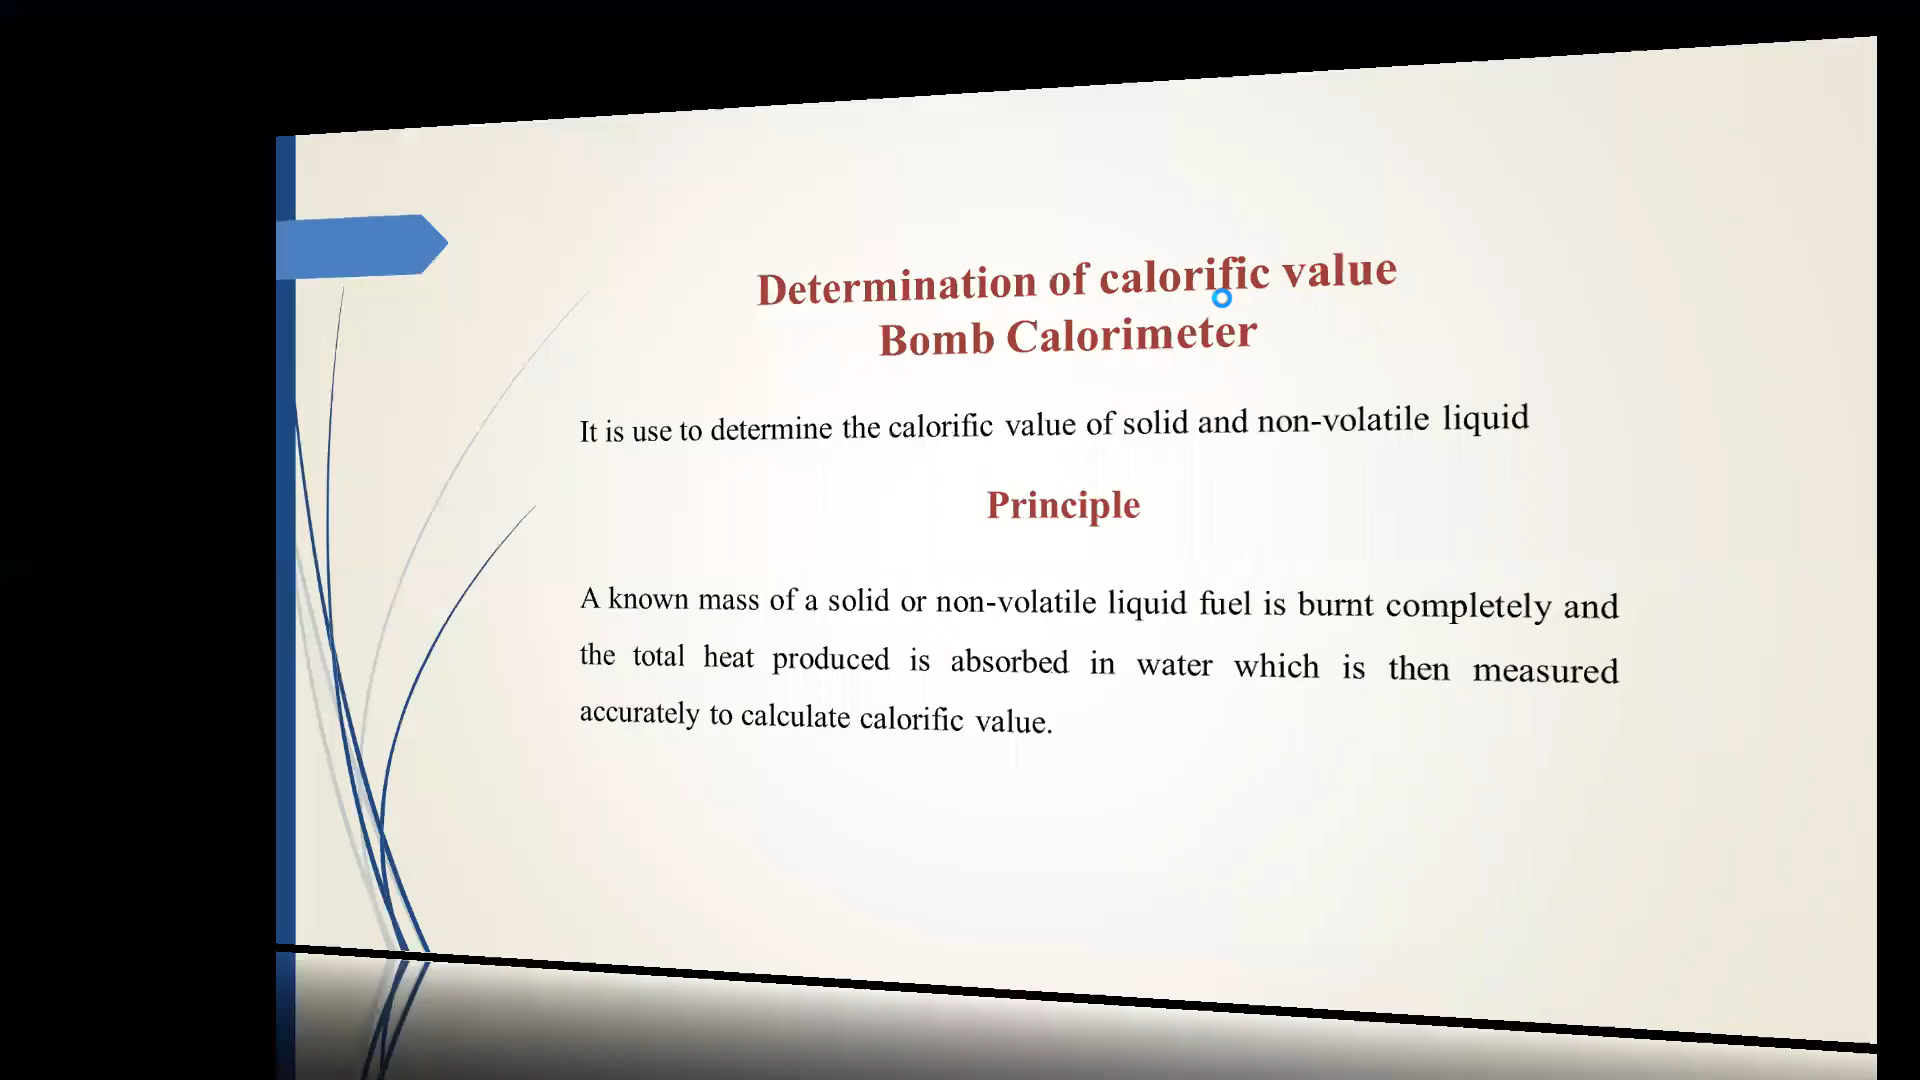 Determination of calorific value
Bomb Calorimeter
It is use to determine the calorific value of solid and non-volatile liquid
Principle
A known mass of a solid or non-volatile liquid fuel is burnt completely and
the total heat produced is absorbed in water which is then measured
accurately to calculate calorific value.